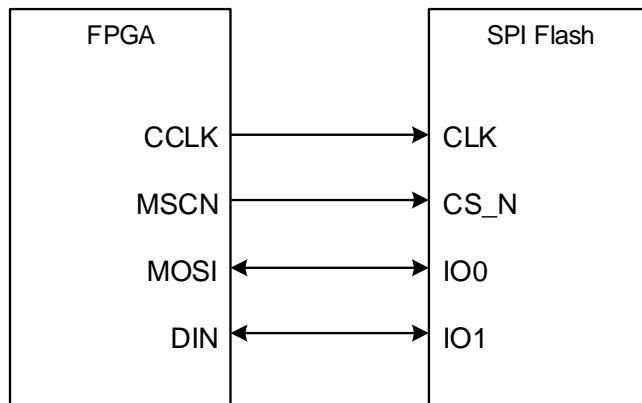 FPGA SPI Flash
CCLK CLK
MSCN CS_N
MOSI IO0
DIN IO1